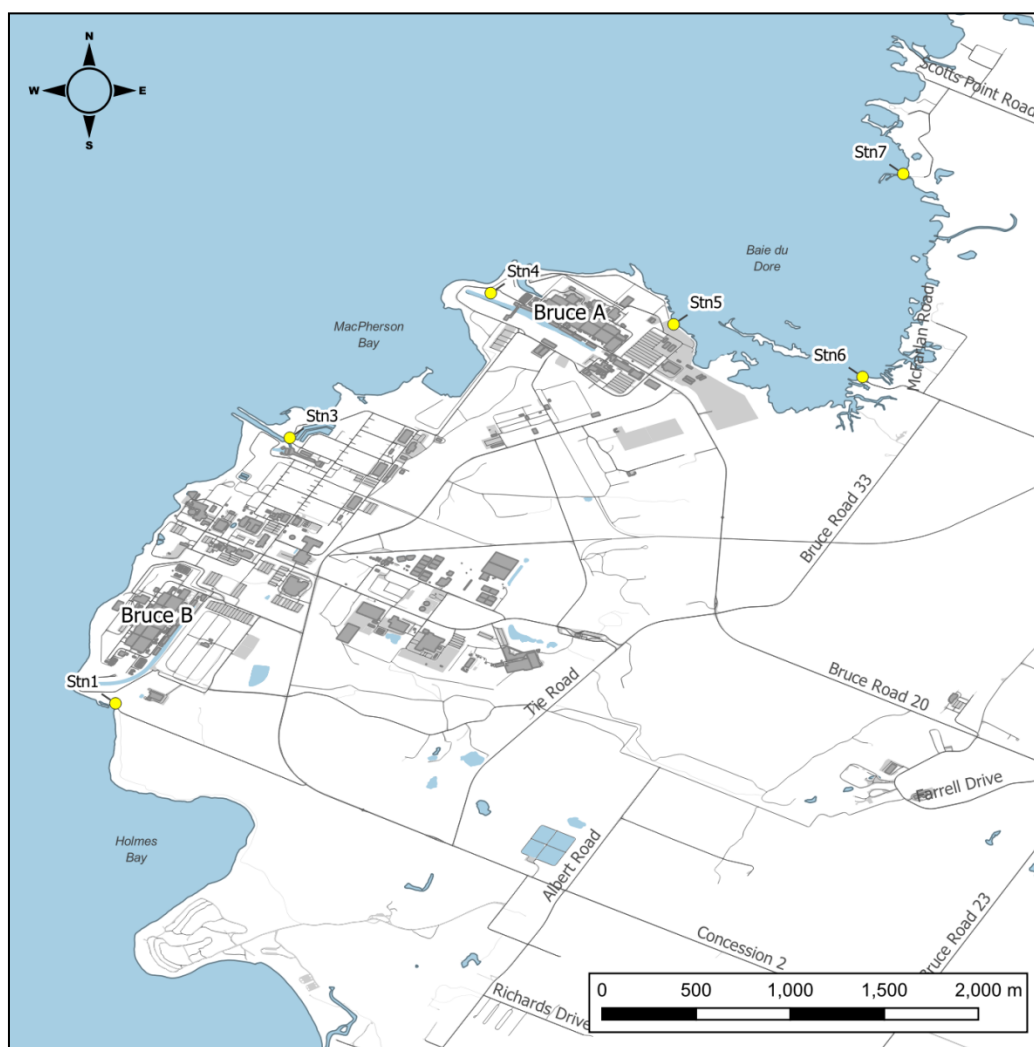 N
W
E
S
Scotts Point Road
Stn7
Baie du
Dore
Stn4
Bruce A
Stn5
MacPherson
Bay
Stn6
McFarlan Road
Stn3
Bruce Road 33
Bruce B
Stn1
Tie Road
Bruce Road 20
Farrell Drive
Holmes
Bay
Albert Road
Concession 2
Bruce Road 23
Richards Drive
0 500 1,000 1,500 2,000 m